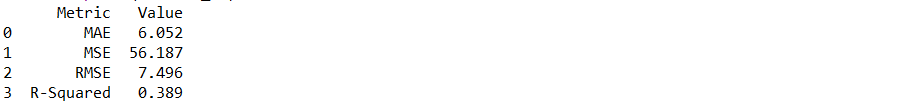 Metric Value
0 MAE 6.052
1 MSE 56.187
2 RMSE 7.496
3 R-Squared 0.389